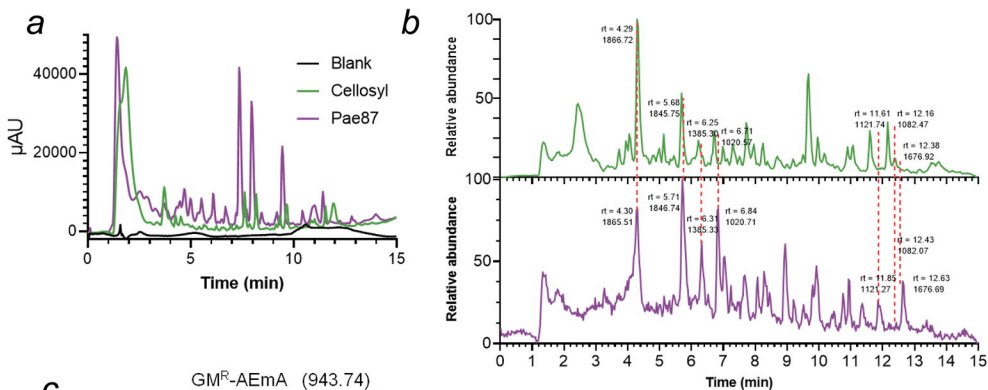 a
Blank
Cellosyl
Pae87
40000
20000
0
µAU
0
5
10
15
Time (min)
b
100
50
Relative abundance
rt = 4.29
1866.72
rt = 5.68
1845.75
rt = 6.25
1385.30
rt = 6.71
1020.57
rt = 11.61
1121.74
rt = 12.16
1082.47
rt = 12.38
1676.92
100
50
0
Relative abundance
rt = 4.30
1865.51
rt = 5.71
1846.74
rt = 6.31
1385.33
rt = 6.84
1020.71
rt = 11.85
1121.27
rt = 12.43
1082.07
rt = 12.63
1676.69
0 1 2 3 4 5 6 7 8 9 10 11 12 13 14 15
Time (min)
GMᴿ-AEmA (943.74)